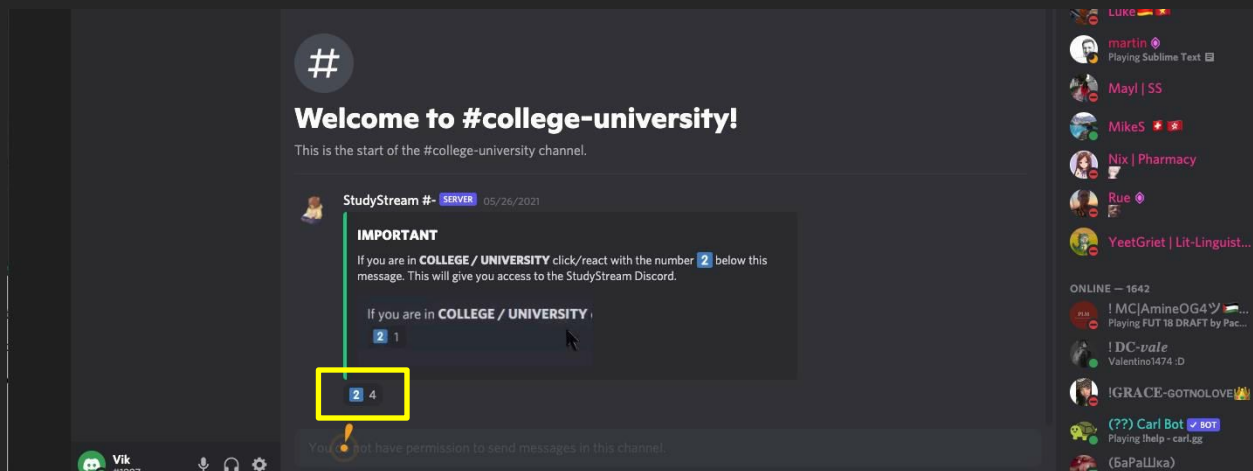 #
Welcome to #college-university!
This is the start of the #college-university channel.
StudyStream #- SERVER 05/26/2021
IMPORTANT
If you are in COLLEGE / UNIVERSITY click/react with the number 2 below this
message. This will give you access to the StudyStream Discord.
If you are in COLLEGE / UNIVERSITY
2 1
2 4
You not have permission to send messages in this channel.
Vik
Luke
martin
Playing Sublime Text
Mayl | SS
MikeS
Nix | Pharmacy
Rue
YeetGriet | Lit-Linguist...
ONLINE — 1642
! MC|AmineOG4ツ
Playing FUT 18 DRAFT by Pac...
! DC-vale
Valentino1474 :D
!GRACE-GOTNOLOVE
(??) Carl Bot ✓ BOT
Playing !help - carl.gg
(БаРаШка)